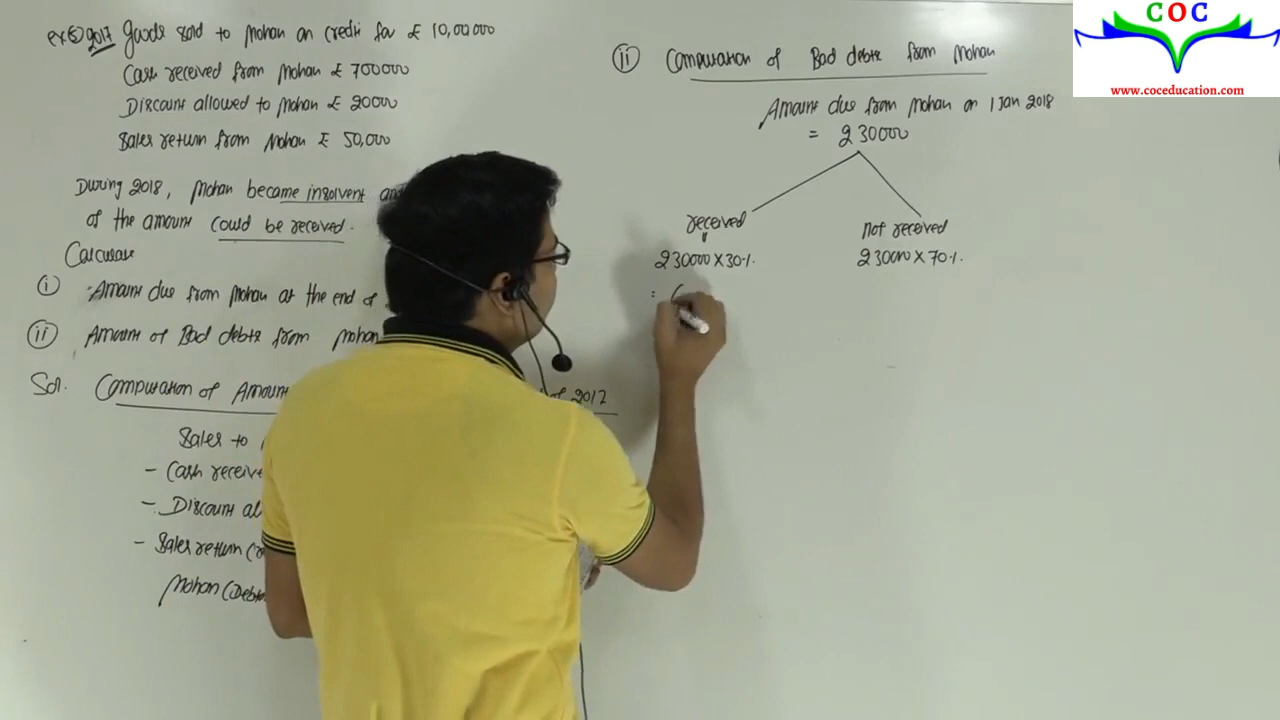 ex ⑤ 2017 Goods sold to Mohan on credit for ₤ 10,00000
Cash received from Mohan ₤ 700000
Discount allowed to Mohan ₤ 20000
Sales return from Mohan ₤ 50,000
During 2018, Mohan became insolvent
of the amount could be received.
Calculate
(i) Amount due from Mohan at the end of
(ii) Amount of Bad debts from Mohan
Sol. Computation of Amount of 2017
Sales to
- Cash receive
- Discount al
- Sales return
Mohan (Debto
(ii) Computation of Bad debts from Mohan
Amount due from Mohan on 1 Jan 2018
= 230000
received not received
230000 X 30%. 230000 X 70%.
= 6
COC
www.coceducation.com